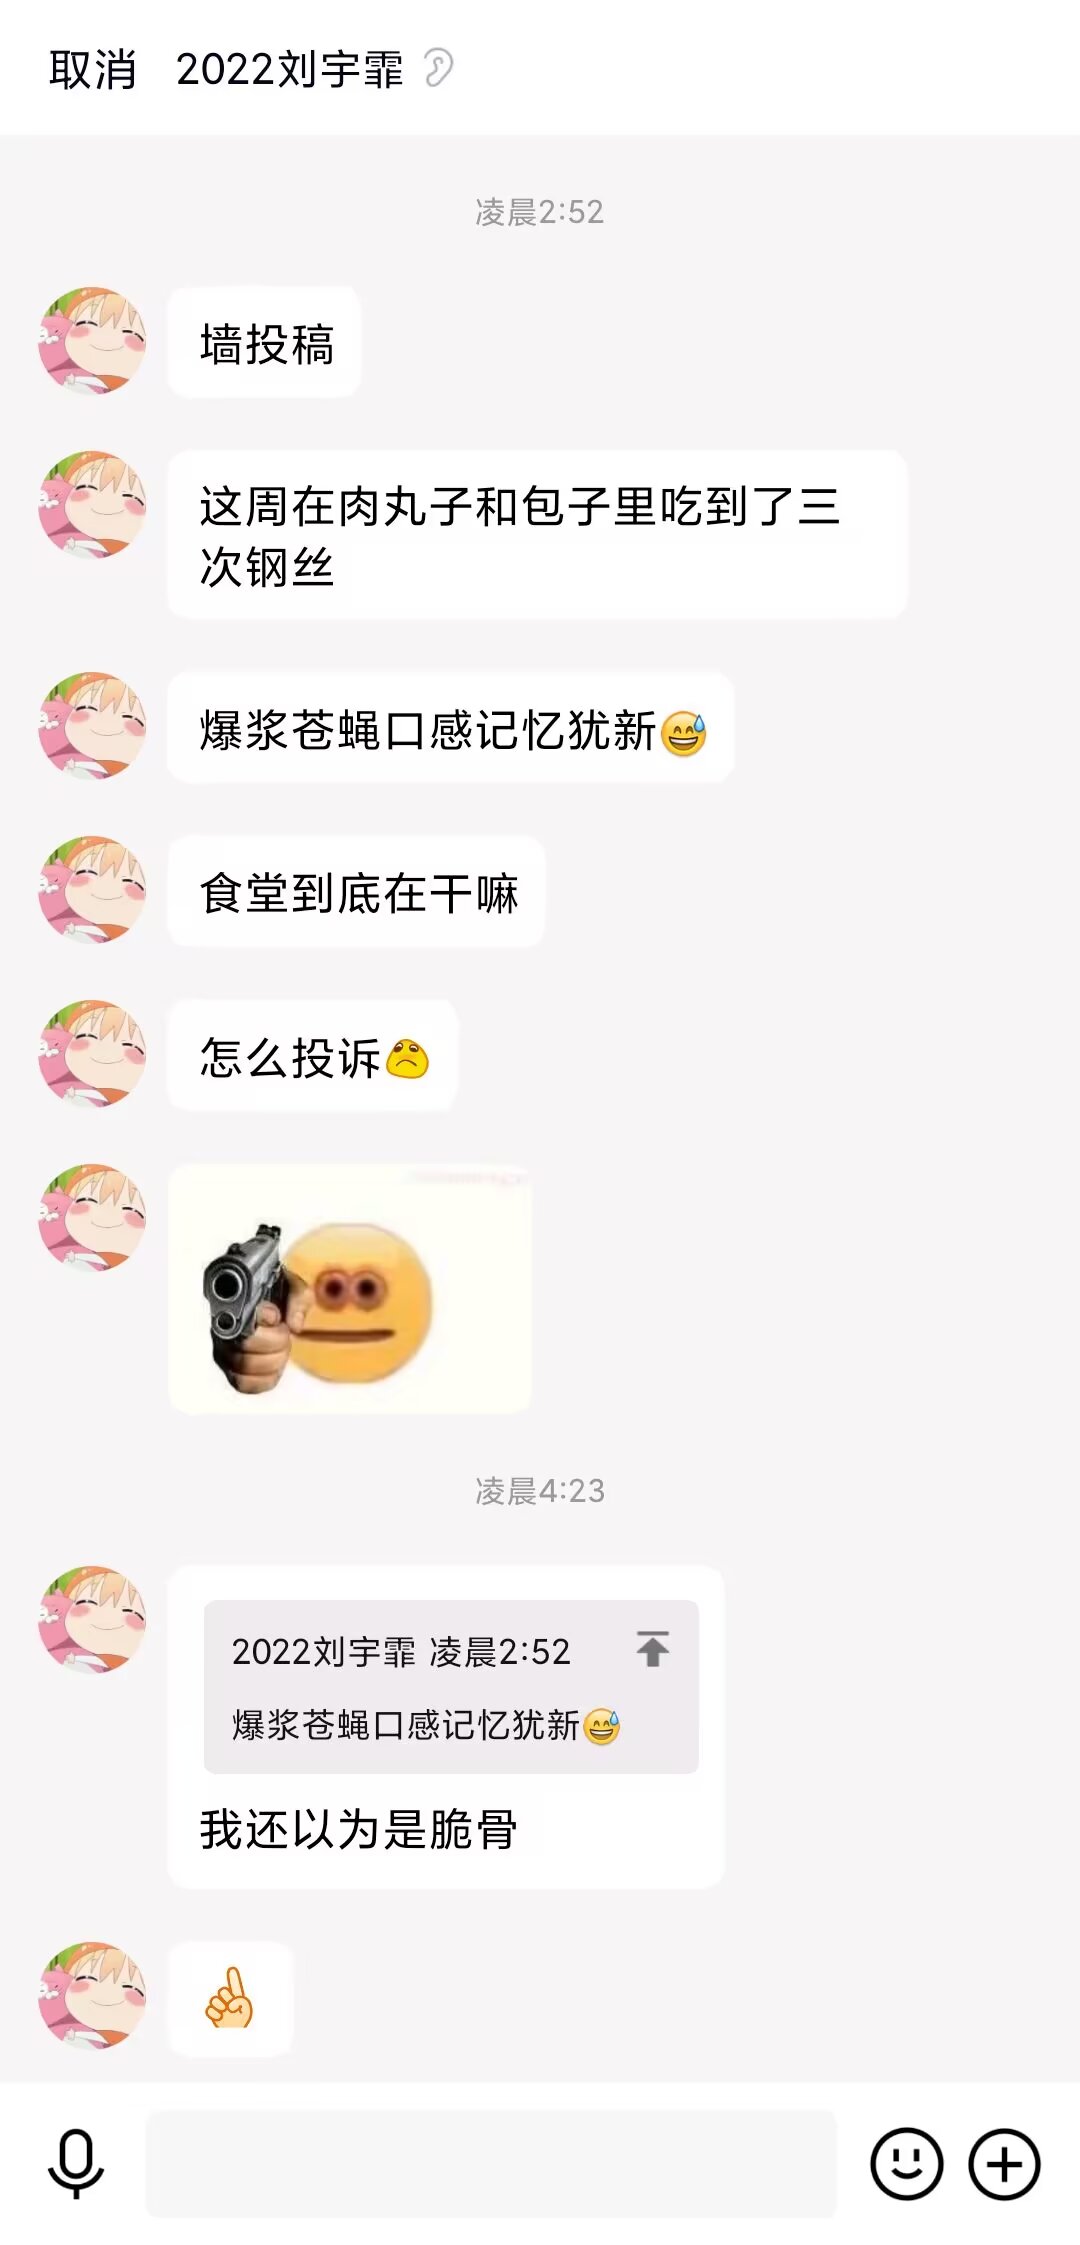 取消 2022刘宇霏
凌晨2:52
墙投稿
这周在肉丸子和包子里吃到了三
次钢丝
爆浆苍蝇口感记忆犹新😅
食堂到底在干嘛
怎么投诉
凌晨4:23
2022刘宇霏 凌晨2:52
爆浆苍蝇口感记忆犹新😅
我还以为是脆骨
☝